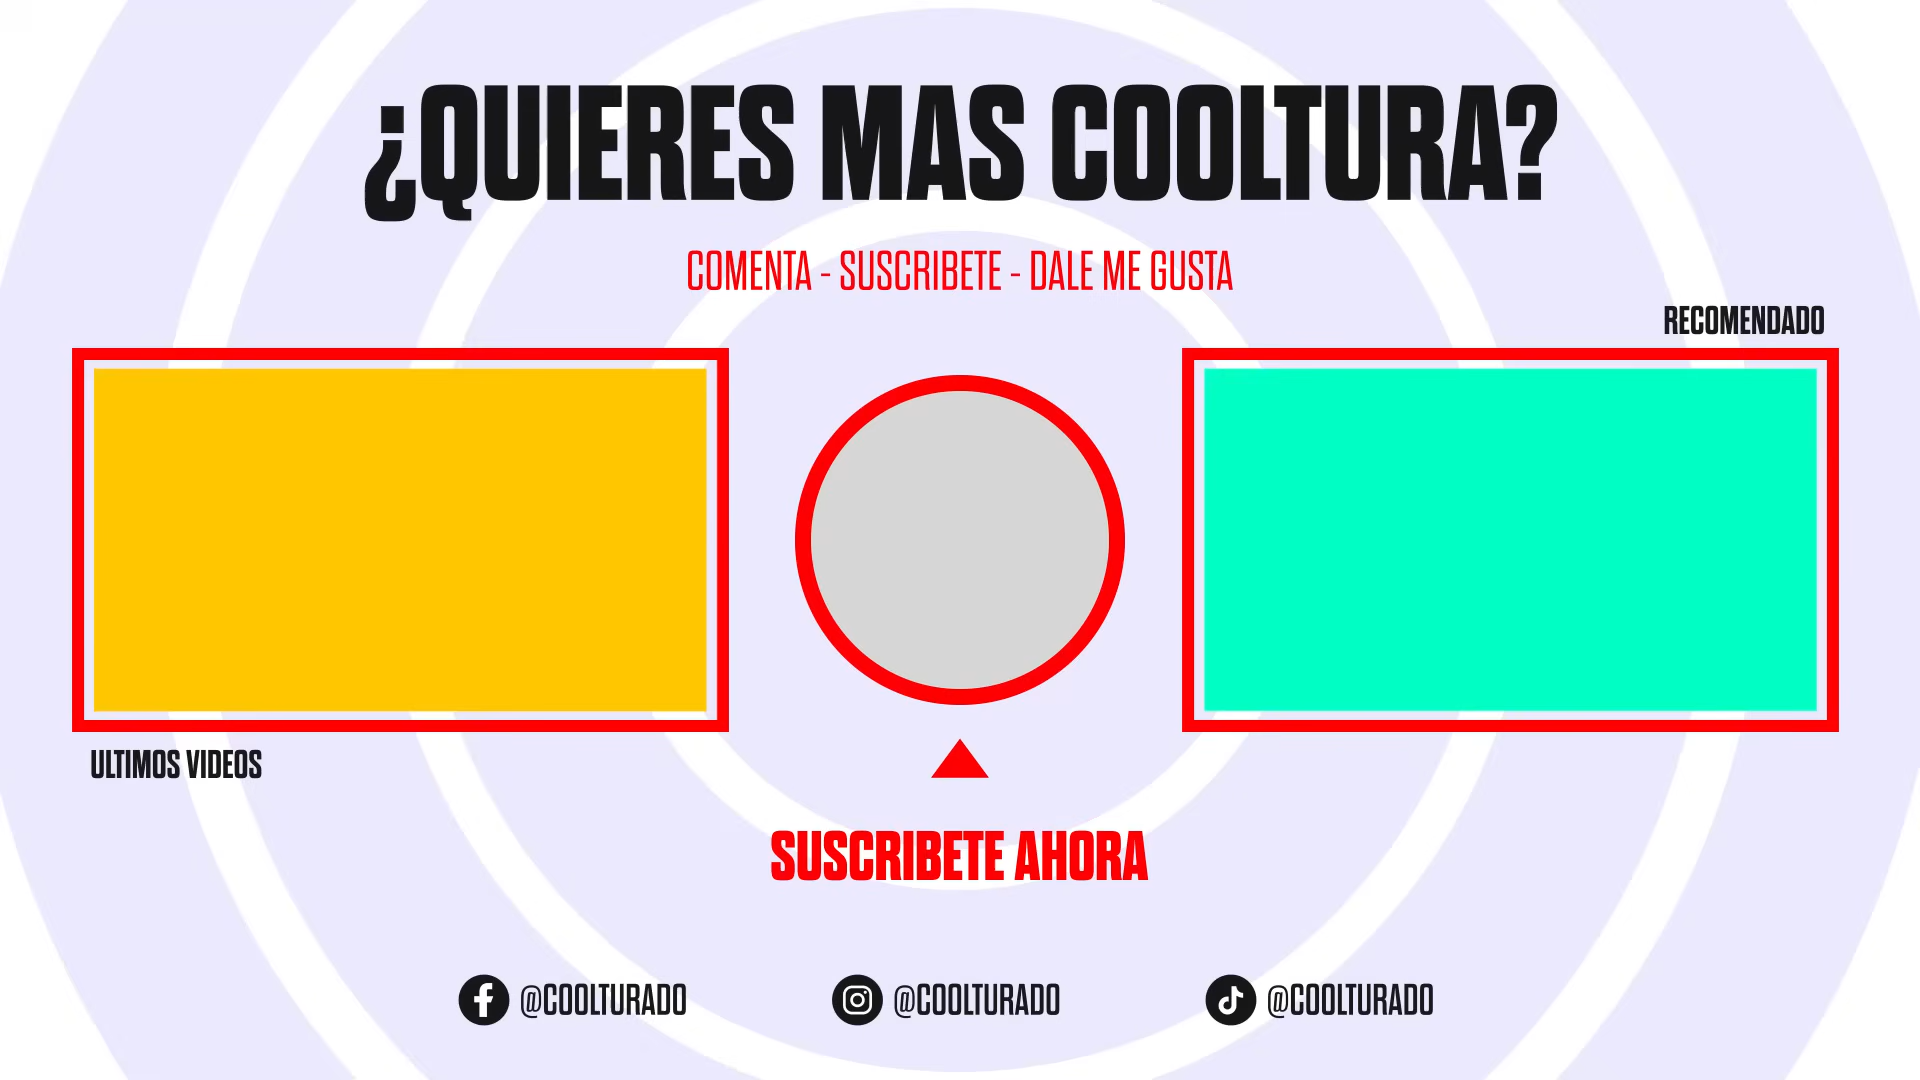 ¿QUIERES MAS COOLTURA?
COMENTA - SUSCRIBETE - DALE ME GUSTA
RECOMENDADO
ULTIMOS VIDEOS
SUSCRIBETE AHORA
@COOLTURADO
@COOLTURADO
@COOLTURADO